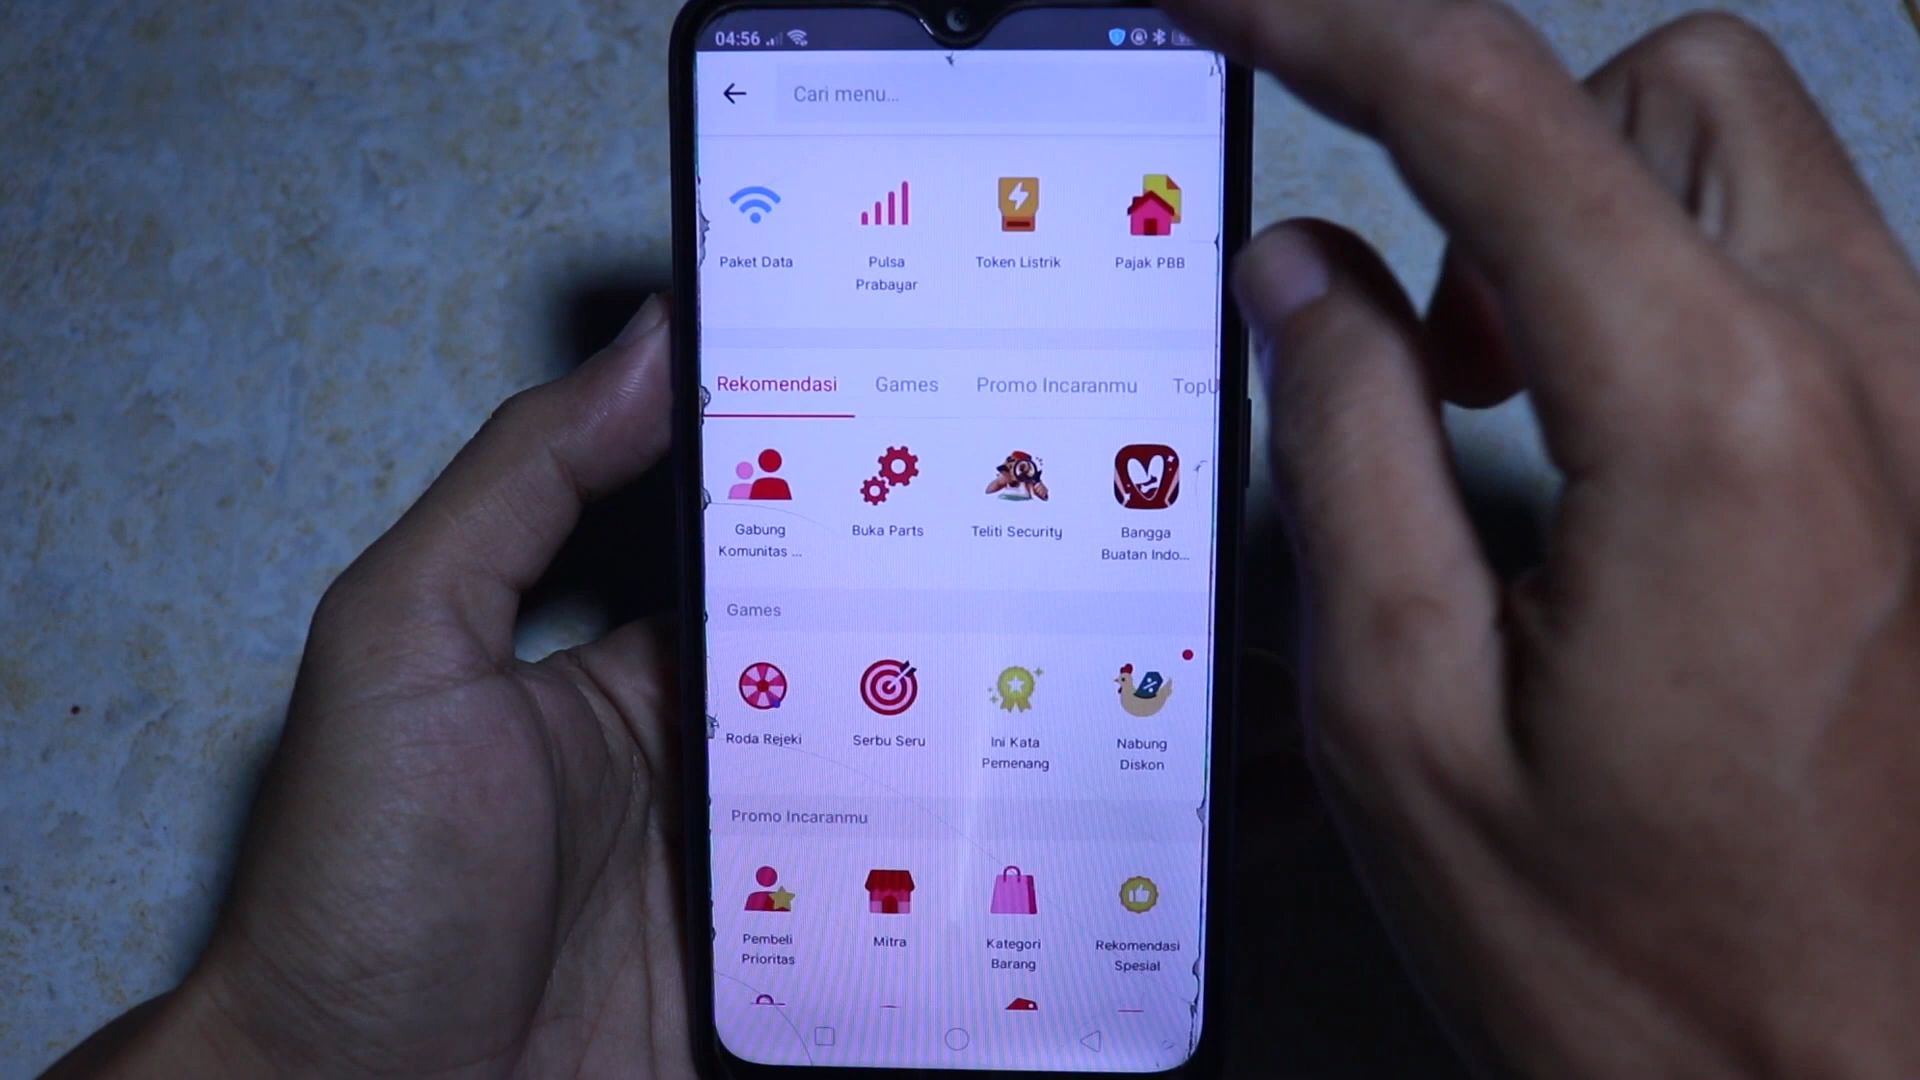 04:56
Cari menu...
Paket Data
Pulsa
Prabayar
Token Listrik
Pajak PBB
Rekomendasi
Games
Promo Incaranmu
TopU
Gabung
Komunitas ...
Buka Parts
Teliti Security
Bangga
Buatan Indo...
Games
Roda Rejeki
Serbu Seru
Ini Kata
Pemenang
Nabung
Diskon
Promo Incaranmu
Pembeli
Prioritas
Mitra
Kategori
Barang
Rekomendasi
Spesial